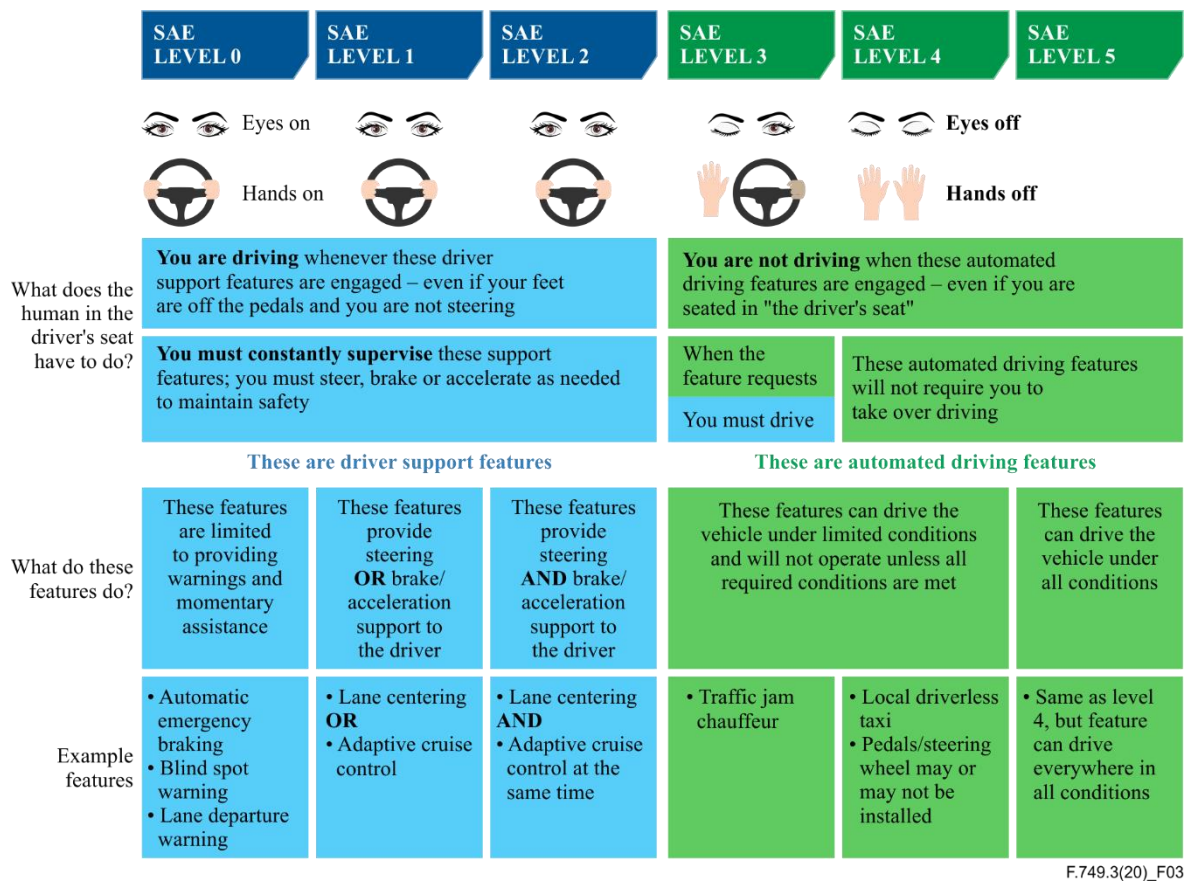 SAE
LEVEL 0
SAE
LEVEL 1
SAE
LEVEL 2
SAE
LEVEL 3
SAE
LEVEL 4
SAE
LEVEL 5
Eyes on
Eyes off
Hands on
Hands off
What does the
human in the
driver's seat
have to do?
You are driving whenever these driver
support features are engaged – even if your feet
are off the pedals and you are not steering
You are not driving when these automated
driving features are engaged – even if you are
seated in "the driver's seat"
You must constantly supervise these support
features; you must steer, brake or accelerate as needed
to maintain safety
When the
feature requests
You must drive
These automated driving features
will not require you to
take over driving
These are driver support features
These are automated driving features
What do these
features do?
These features
are limited
to providing
warnings and
momentary
assistance
These features
provide
steering
OR brake/
acceleration
support to
the driver
These features
provide
steering
AND brake/
acceleration
support to
the driver
These features can drive the
vehicle under limited conditions
and will not operate unless all
required conditions are met
These features
can drive the
vehicle under
all conditions
Example
features
• Automatic
emergency
braking
• Blind spot
warning
• Lane departure
warning
• Lane centering
OR
• Adaptive cruise
control
• Lane centering
AND
• Adaptive cruise
control at the
same time
• Traffic jam
chauffeur
• Local driverless
taxi
• Pedals/steering
wheel may or
may not be
installed
• Same as level
4, but feature
can drive
everywhere in
all conditions
F.749.3(20)_F03